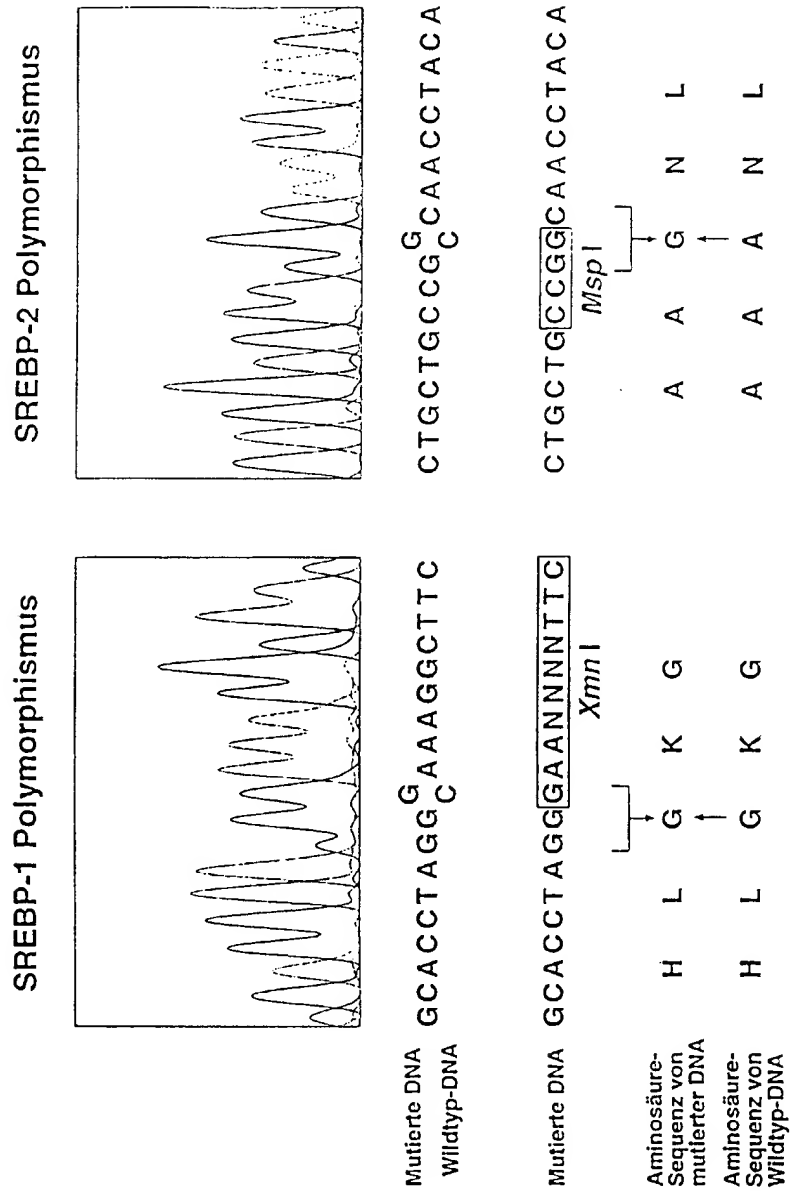 SREBP-1 Polymorphismus
SREBP-2 Polymorphismus
Mutierte DNA
Wildtyp-DNA
GCACCTAGG G AAAGGCTTC
C
CTGCTGCCG G CAACCTACA
C
Mutierte DNA
GCACCTAGGGAANNNNTTC
XmnI
CTGCTGCCGGCAACCTACA
MspI
Aminosäure-
Sequenz von
mutierter DNA
H L G K G
A A G N L
Aminosäure-
Sequenz von
Wildtyp-DNA
H L G K G
A A A N L